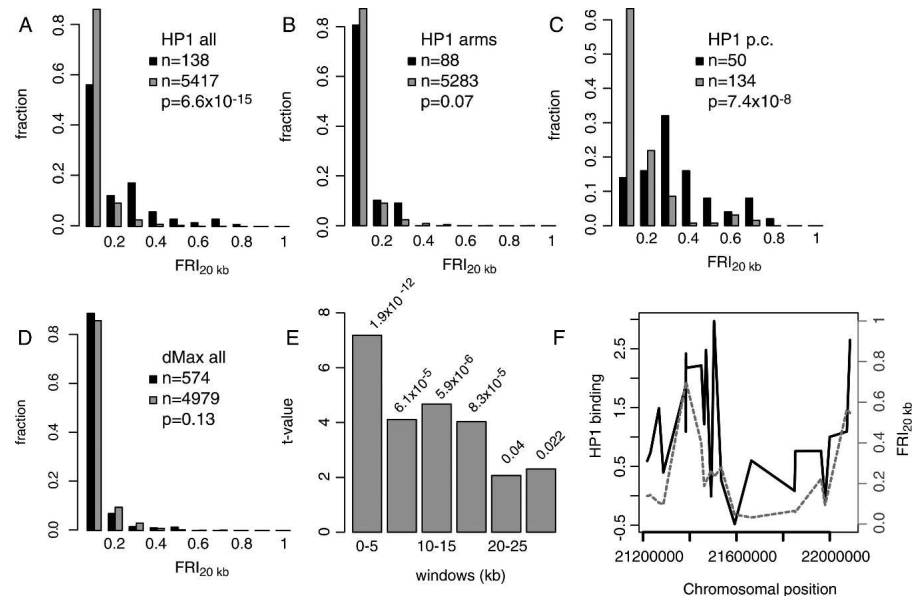 A
HP1 all
n=138
n=5417
p=6.6x10-15
fraction
0.0 0.2 0.4 0.6 0.8
0.2 0.4 0.6 0.8 1
FRI20 kb
B
HP1 arms
n=88
n=5283
p=0.07
fraction
0.0 0.2 0.4 0.6 0.8
0.2 0.4 0.6 0.8 1
FRI20 kb
C
HP1 p.c.
n=50
n=134
p=7.4x10-8
fraction
0.0 0.1 0.2 0.3 0.4 0.5 0.6
0.2 0.4 0.6 0.8 1
FRI20 kb
D
dMax all
n=574
n=4979
p=0.13
fraction
0.0 0.2 0.4 0.6 0.8
0.2 0.4 0.6 0.8 1
FRI20 kb
E
1.9x10 -12
6.1x10-5
5.9x10-6
8.3x10-5
0.04
0.022
t-value
0 2 4 6 8
0-5 10-15 20-25
windows (kb)
F
HP1 binding
-0.5 0.5 1.5 2.5
0 0.2 0.4 0.6 0.8 1
FRI20 kb
21200000 21600000 22000000
Chromosomal position